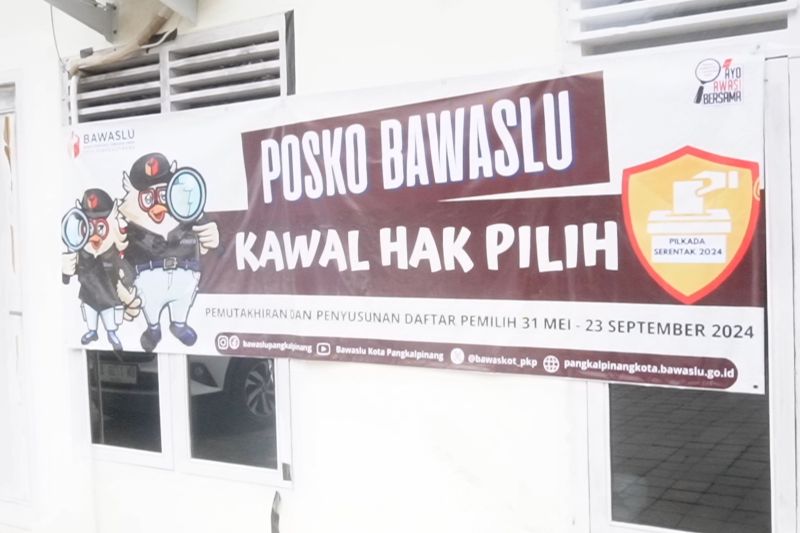 BAWASLU
AYO
AWASI
BERSAMA
POSKO BAWASLU
KAWAL HAK PILIH
PILKADA
SERENTAK 2024
PEMUTAKHIRAN DAN PENYUSUNAN DAFTAR PEMILIH 31 MEI - 23 SEPTEMBER 2024
bawaslupangkalpinang Bawaslu Kota Pangkalpinang @bawaskot_pkp pangkalpinangkota.bawaslu.go.id